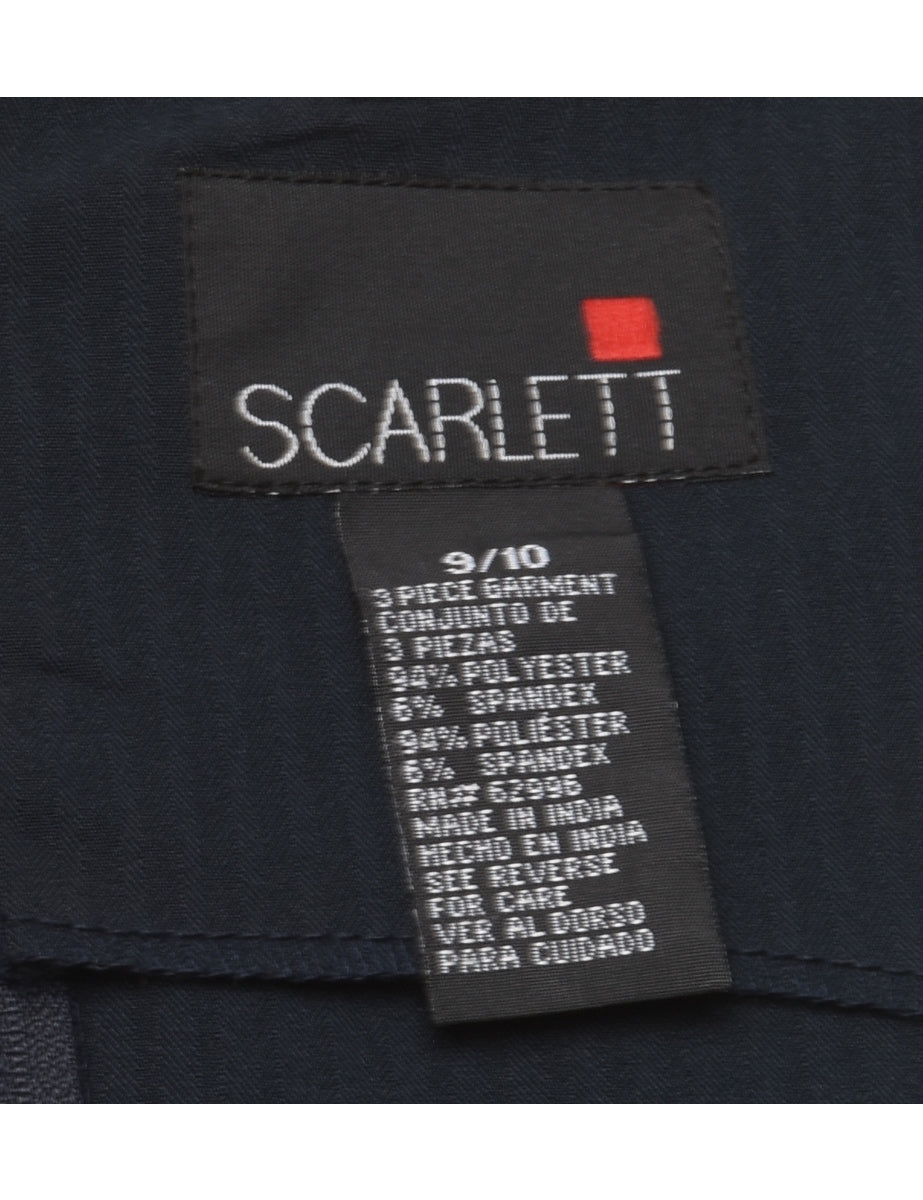 SCARLETT
9/10
3 PIECE GARMENT
CONJUNTO DE
3 PIEZAS
94% POLYESTER
6% SPANDEX
94% POLIÉSTER
6% SPANDEX
RN# 62996
MADE IN INDIA
HECHO EN INDIA
SEE REVERSE
FOR CARE
VER AL DORSO
PARA CUIDADO